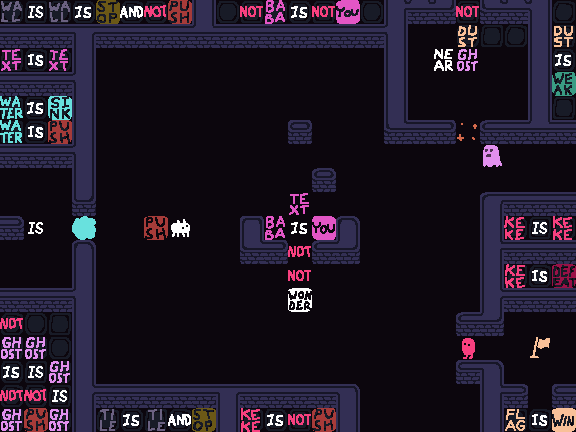 WALL IS WALL IS STOP AND NOT PUSH NOT BABA IS NOT YOU NOT
DUST DUST
TEXT IS TEXT NEAR GHOST IS
WEAK
WATER IS SINK
WATER IS PUSH
TEXT
IS PUSH BABA IS YOU KEKE IS KEKE
NOT
NOT KEKE IS DEFEAT
WONDER
NOT
GHOST GHOST
IS IS GHOST
NOT NOT IS
GHOST PUSH GHOST TILE IS TILE AND STOP KEKE IS NOT PUSH FLAG IS WIN